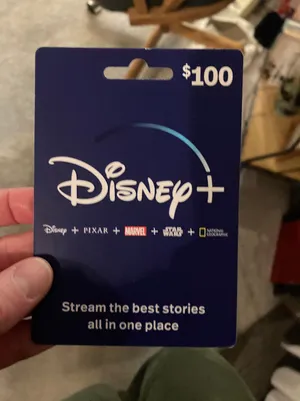 $100
Disney+
Disney + PIXAR + MARVEL + STAR WARS + NATIONAL GEOGRAPHIC
Stream the best stories
all in one place